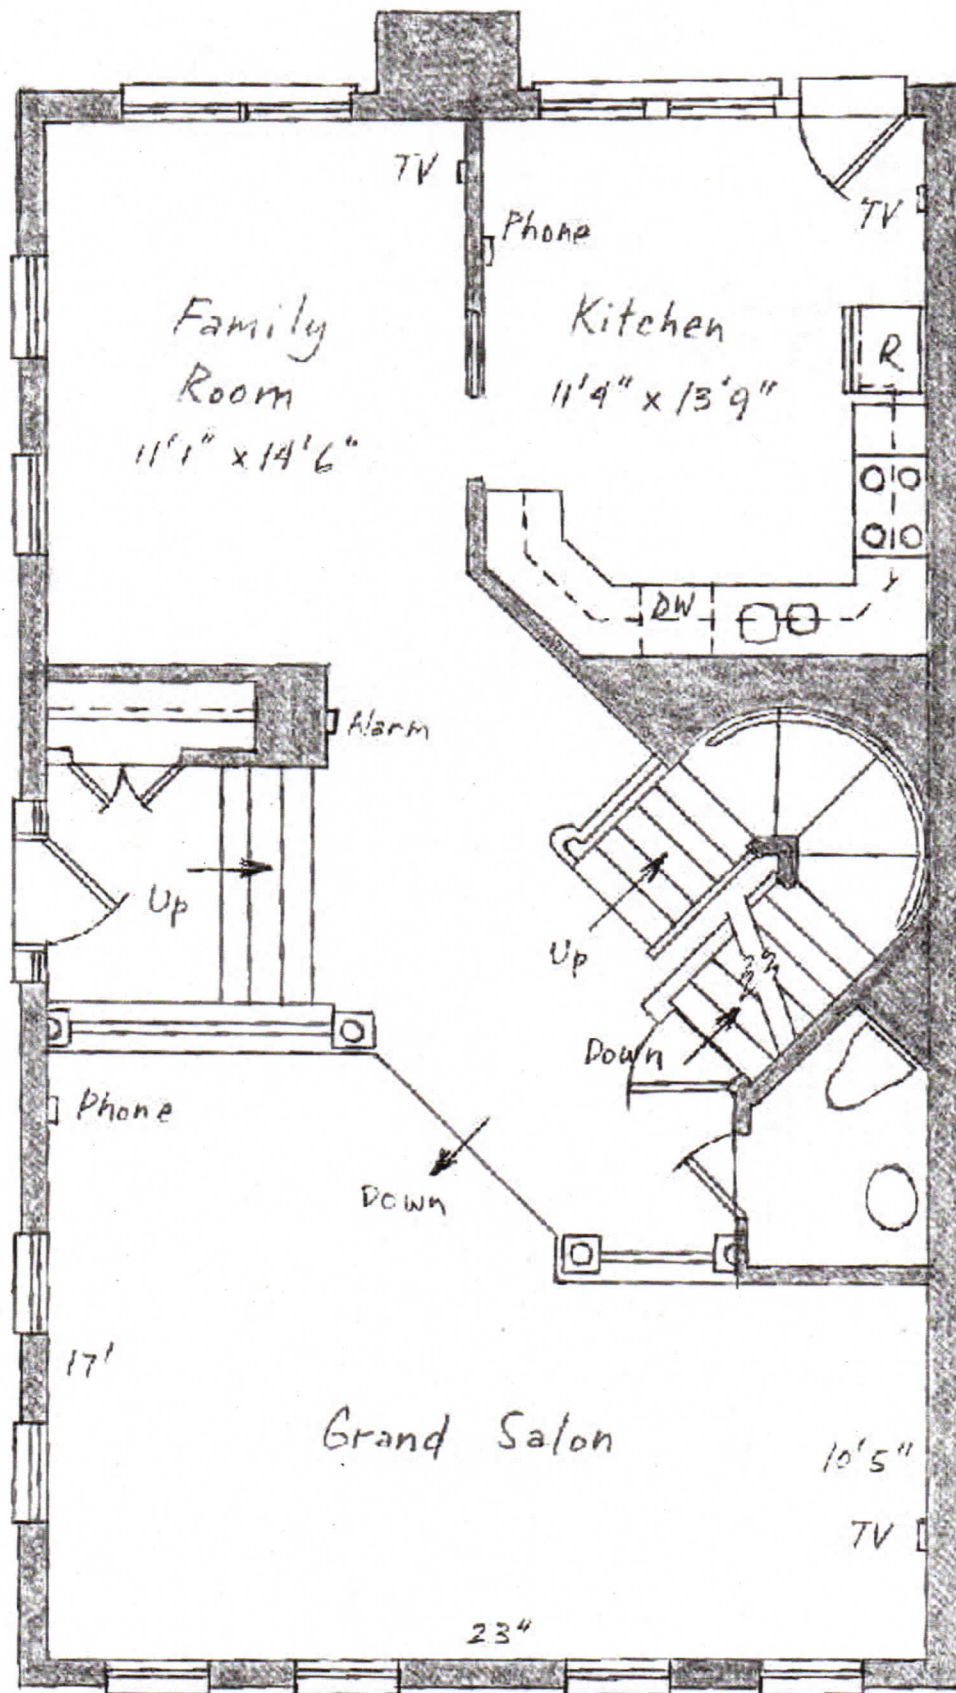 TV
Phone
TV
Family
Room
11'1" x 14'6"
Kitchen
11'4" x 13'9"
R
DW
Alarm
Up
Up
Down
Phone
Down
17'
Grand Salon
10'5"
TV
23"